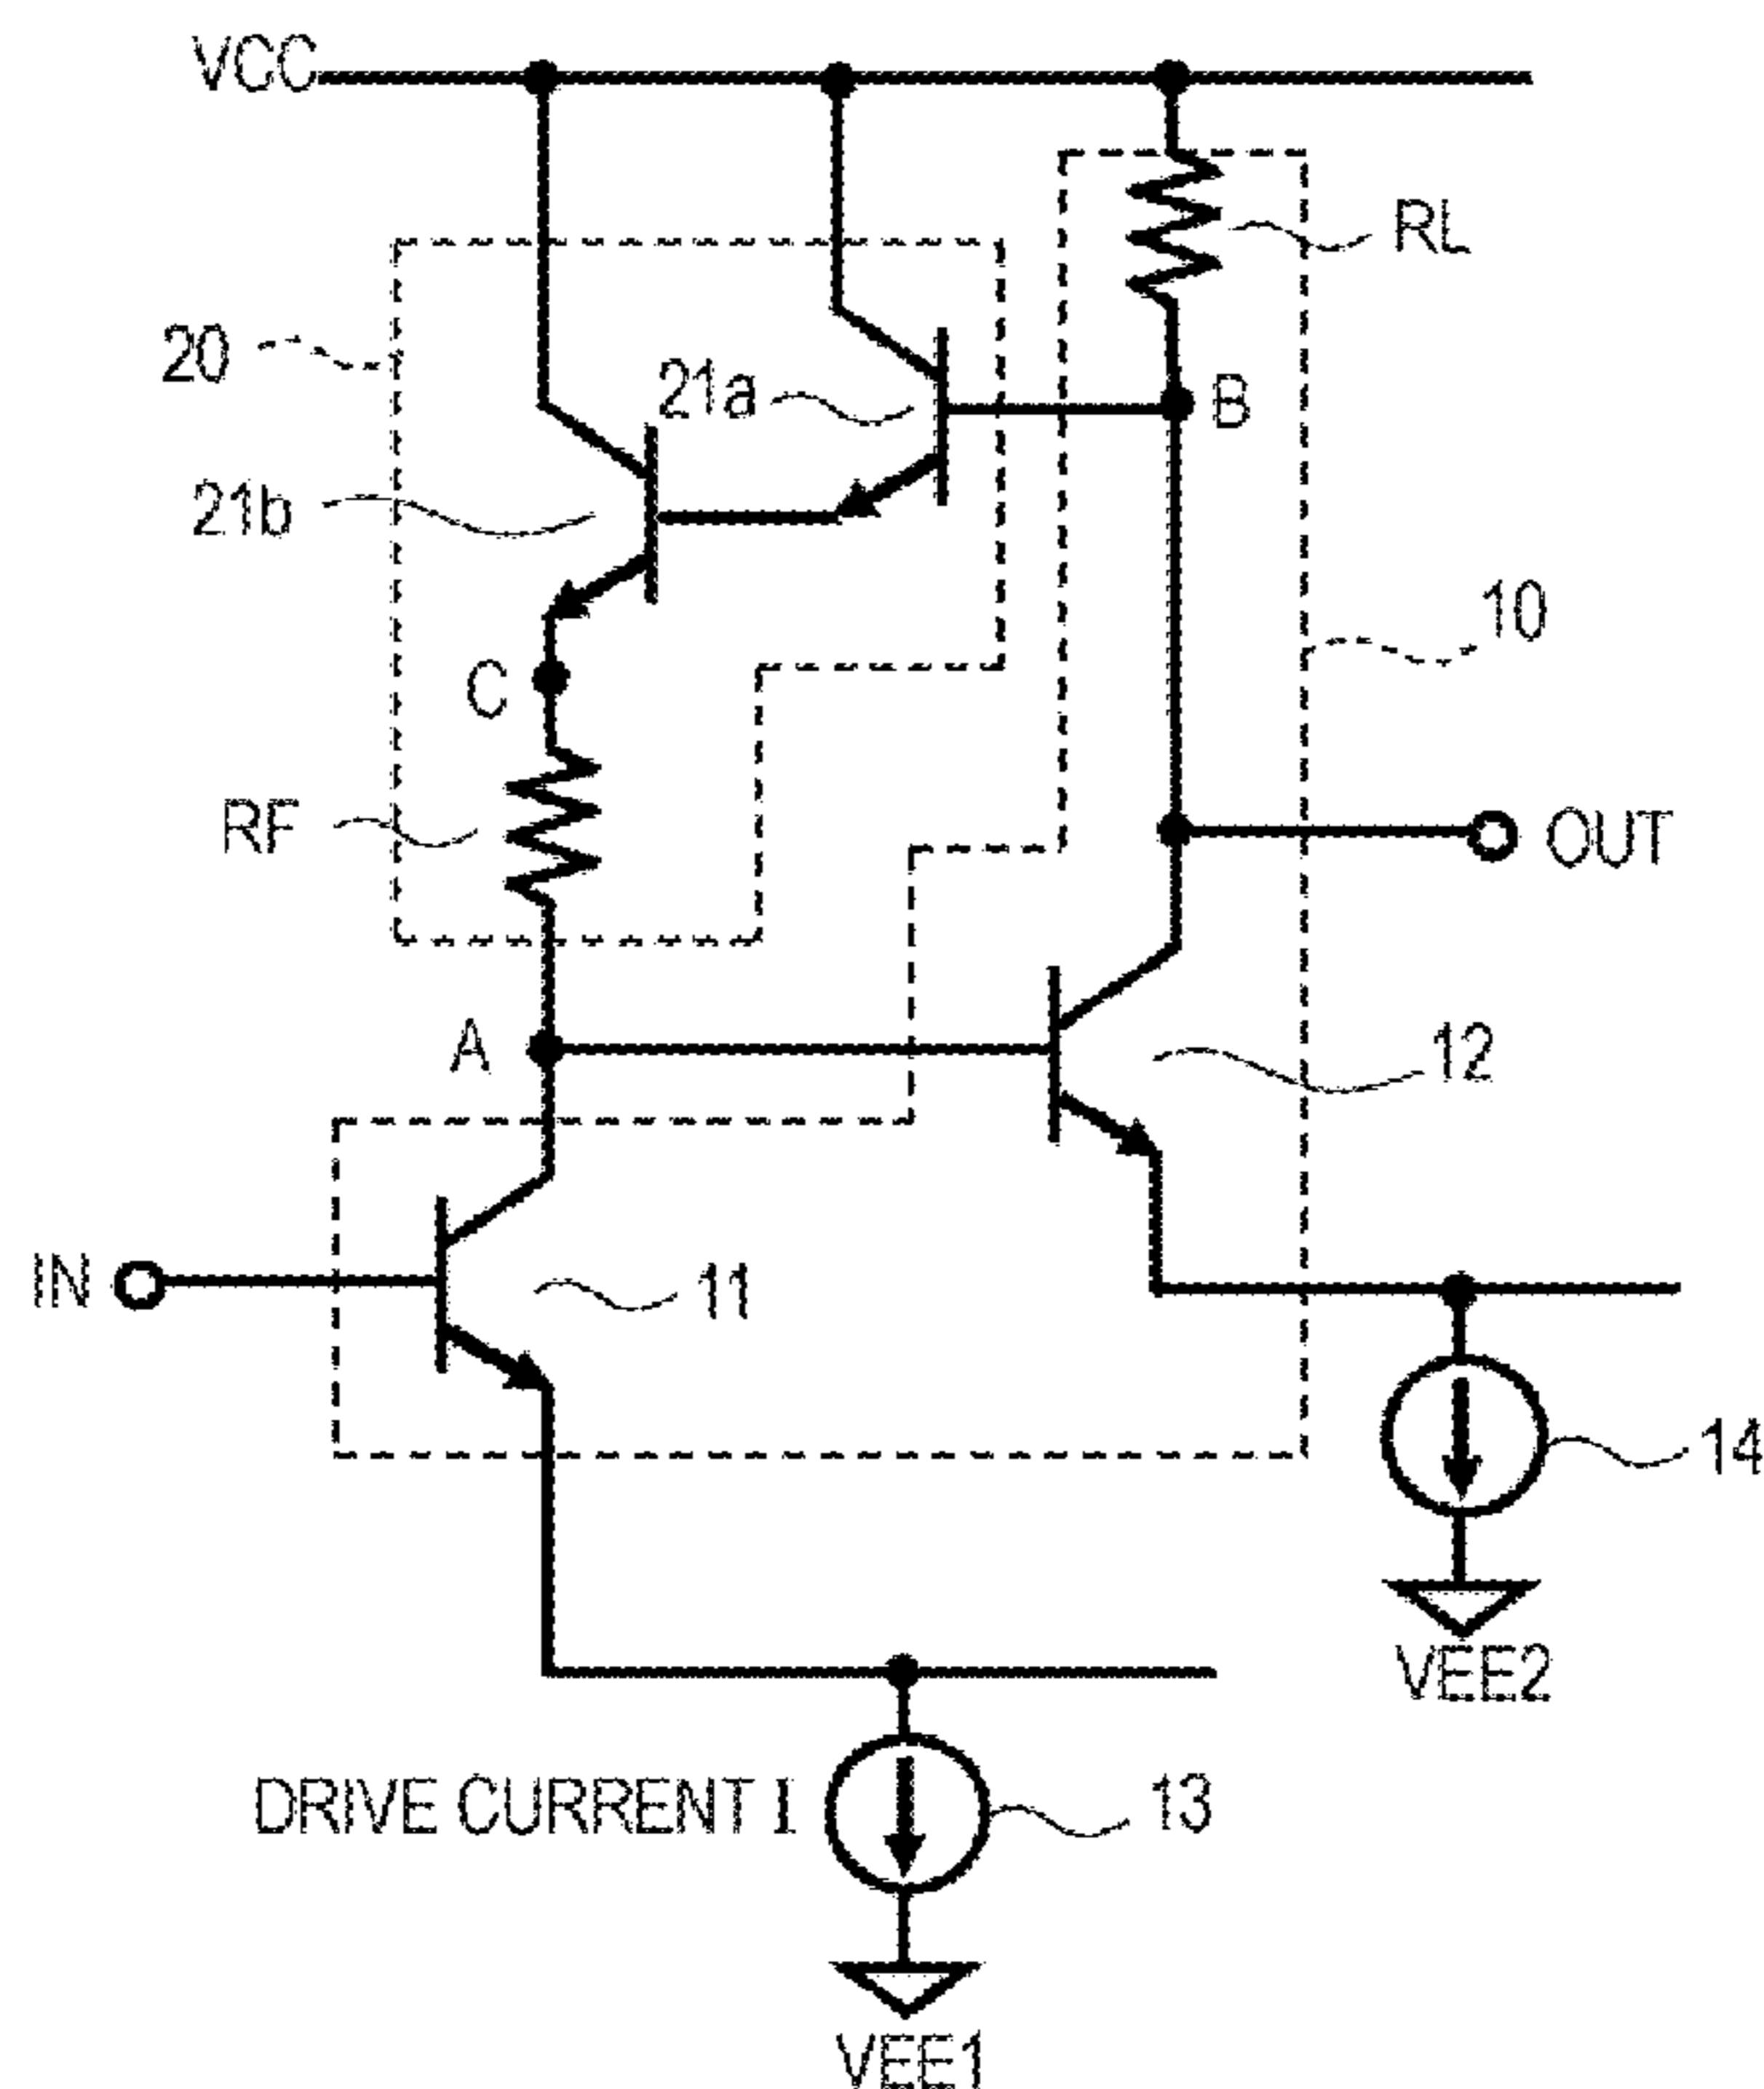 VCC
RL
20
21a
B
21b
10
C
RF
OUT
A
12
IN
11
14
VEE2
DRIVE CURRENT I
13
VEE1